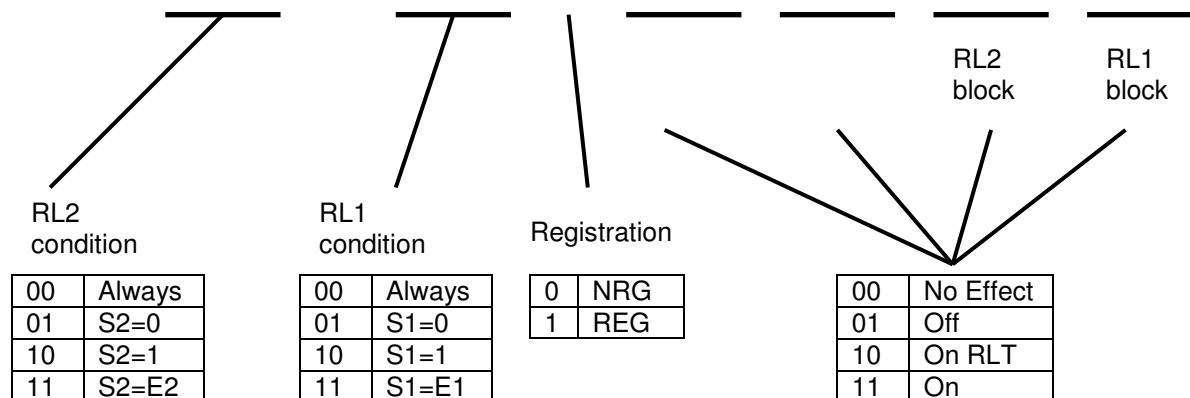 RL2
block
RL1
block
RL2
condition
RL1
condition
Registration
00 Always
01 S2=0
10 S2=1
11 S2=E2
00 Always
01 S1=0
10 S1=1
11 S1=E1
0 NRG
1 REG
00 No Effect
01 Off
10 On RLT
11 On